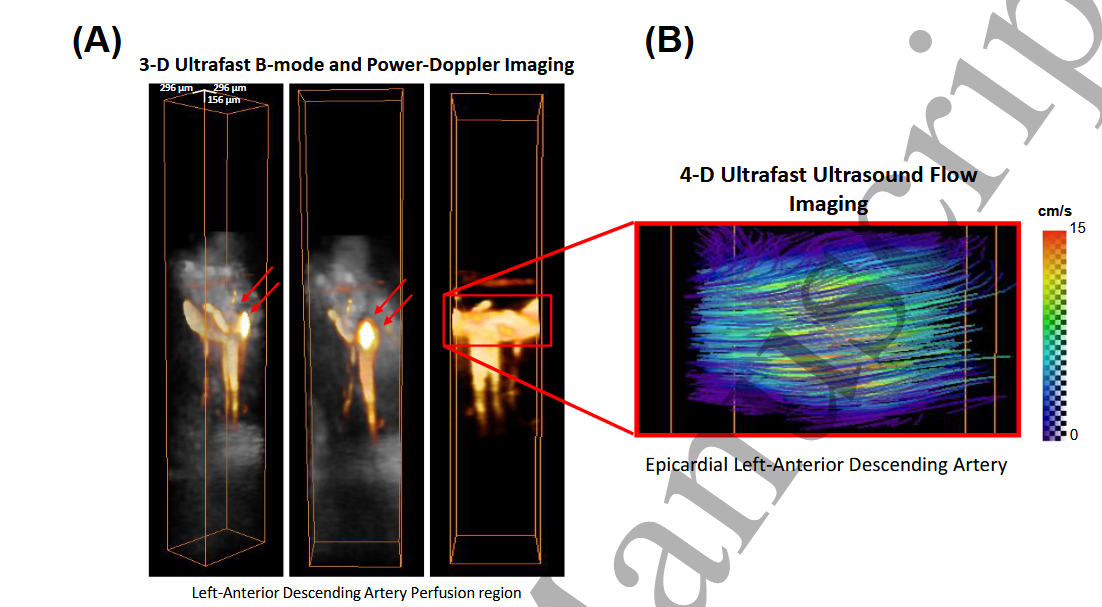 (A)
3-D Ultrafast B-mode and Power-Doppler Imaging
296 µm
296 µm
156 µm
Left-Anterior Descending Artery Perfusion region
(B)
4-D Ultrafast Ultrasound Flow
Imaging
cm/s
15
0
Epicardial Left-Anterior Descending Artery